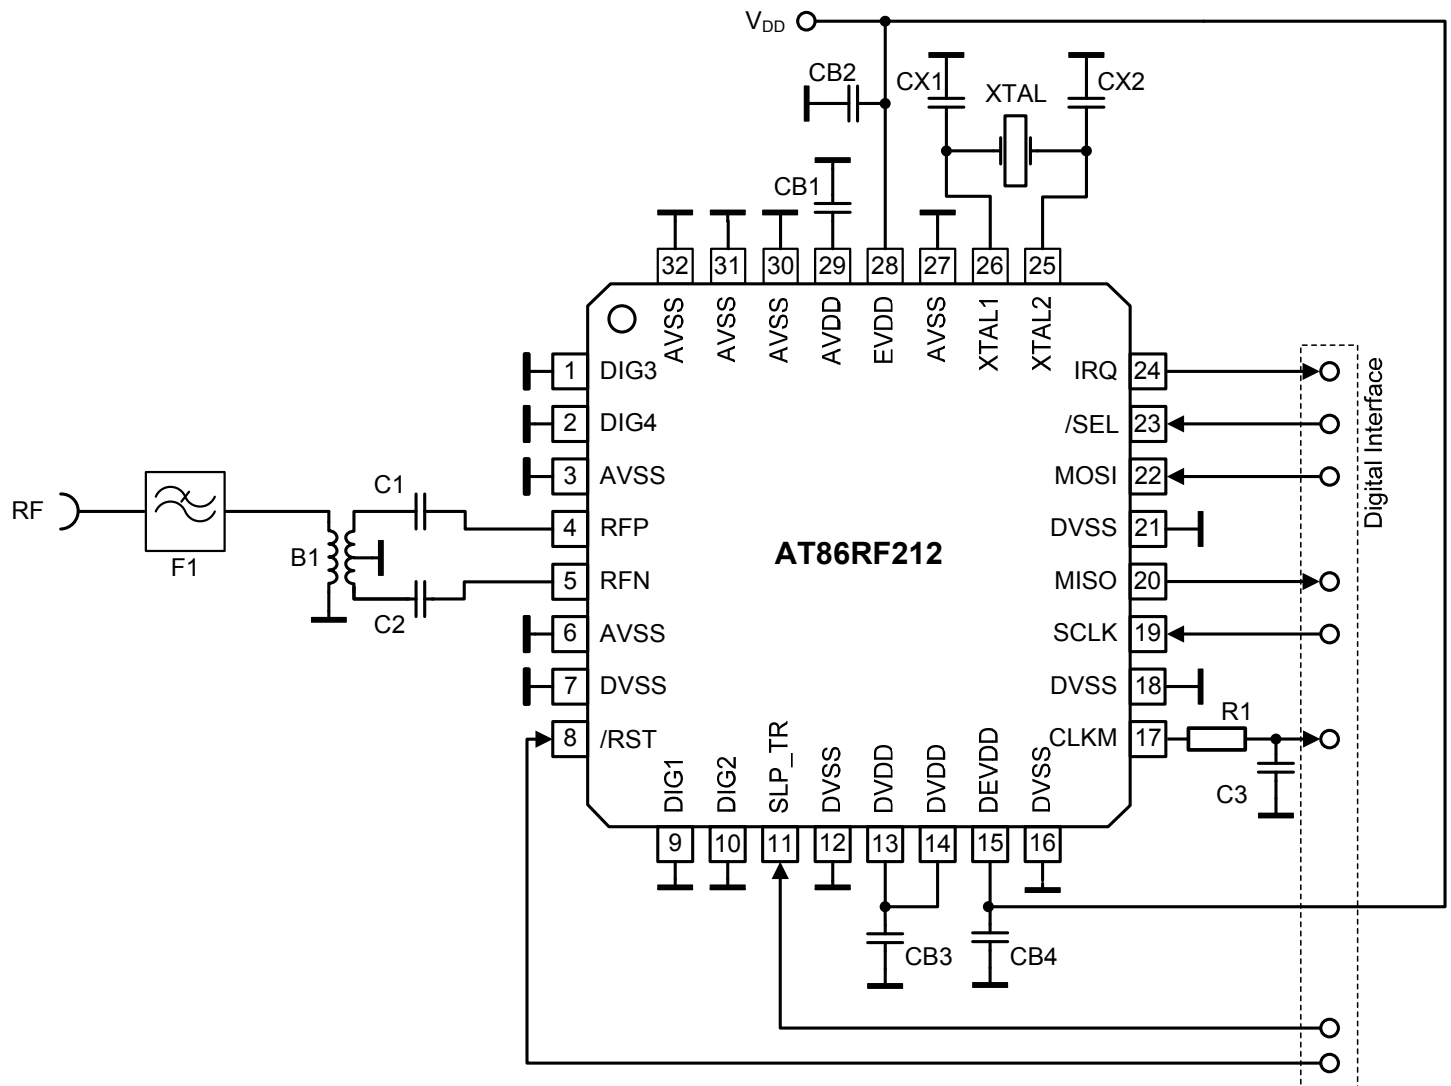 VDD
CB2
CX1
XTAL
CX2
CB1
32 31 30 29 28 27 26 25
AVSS AVSS AVSS AVDD EVDD AVSS XTAL1 XTAL2
1 DIG3
2 DIG4
3 AVSS
4 RFP
5 RFN
6 AVSS
7 DVSS
8 /RST
RF
F1
B1
C1
C2
AT86RF212
IRQ 24
/SEL 23
MOSI 22
DVSS 21
MISO 20
SCLK 19
DVSS 18
CLKM 17
R1
C3
Digital Interface
DIG1 DIG2 SLP_TR DVSS DVDD DVDD DEVDD DVSS
9 10 11 12 13 14 15 16
CB3
CB4